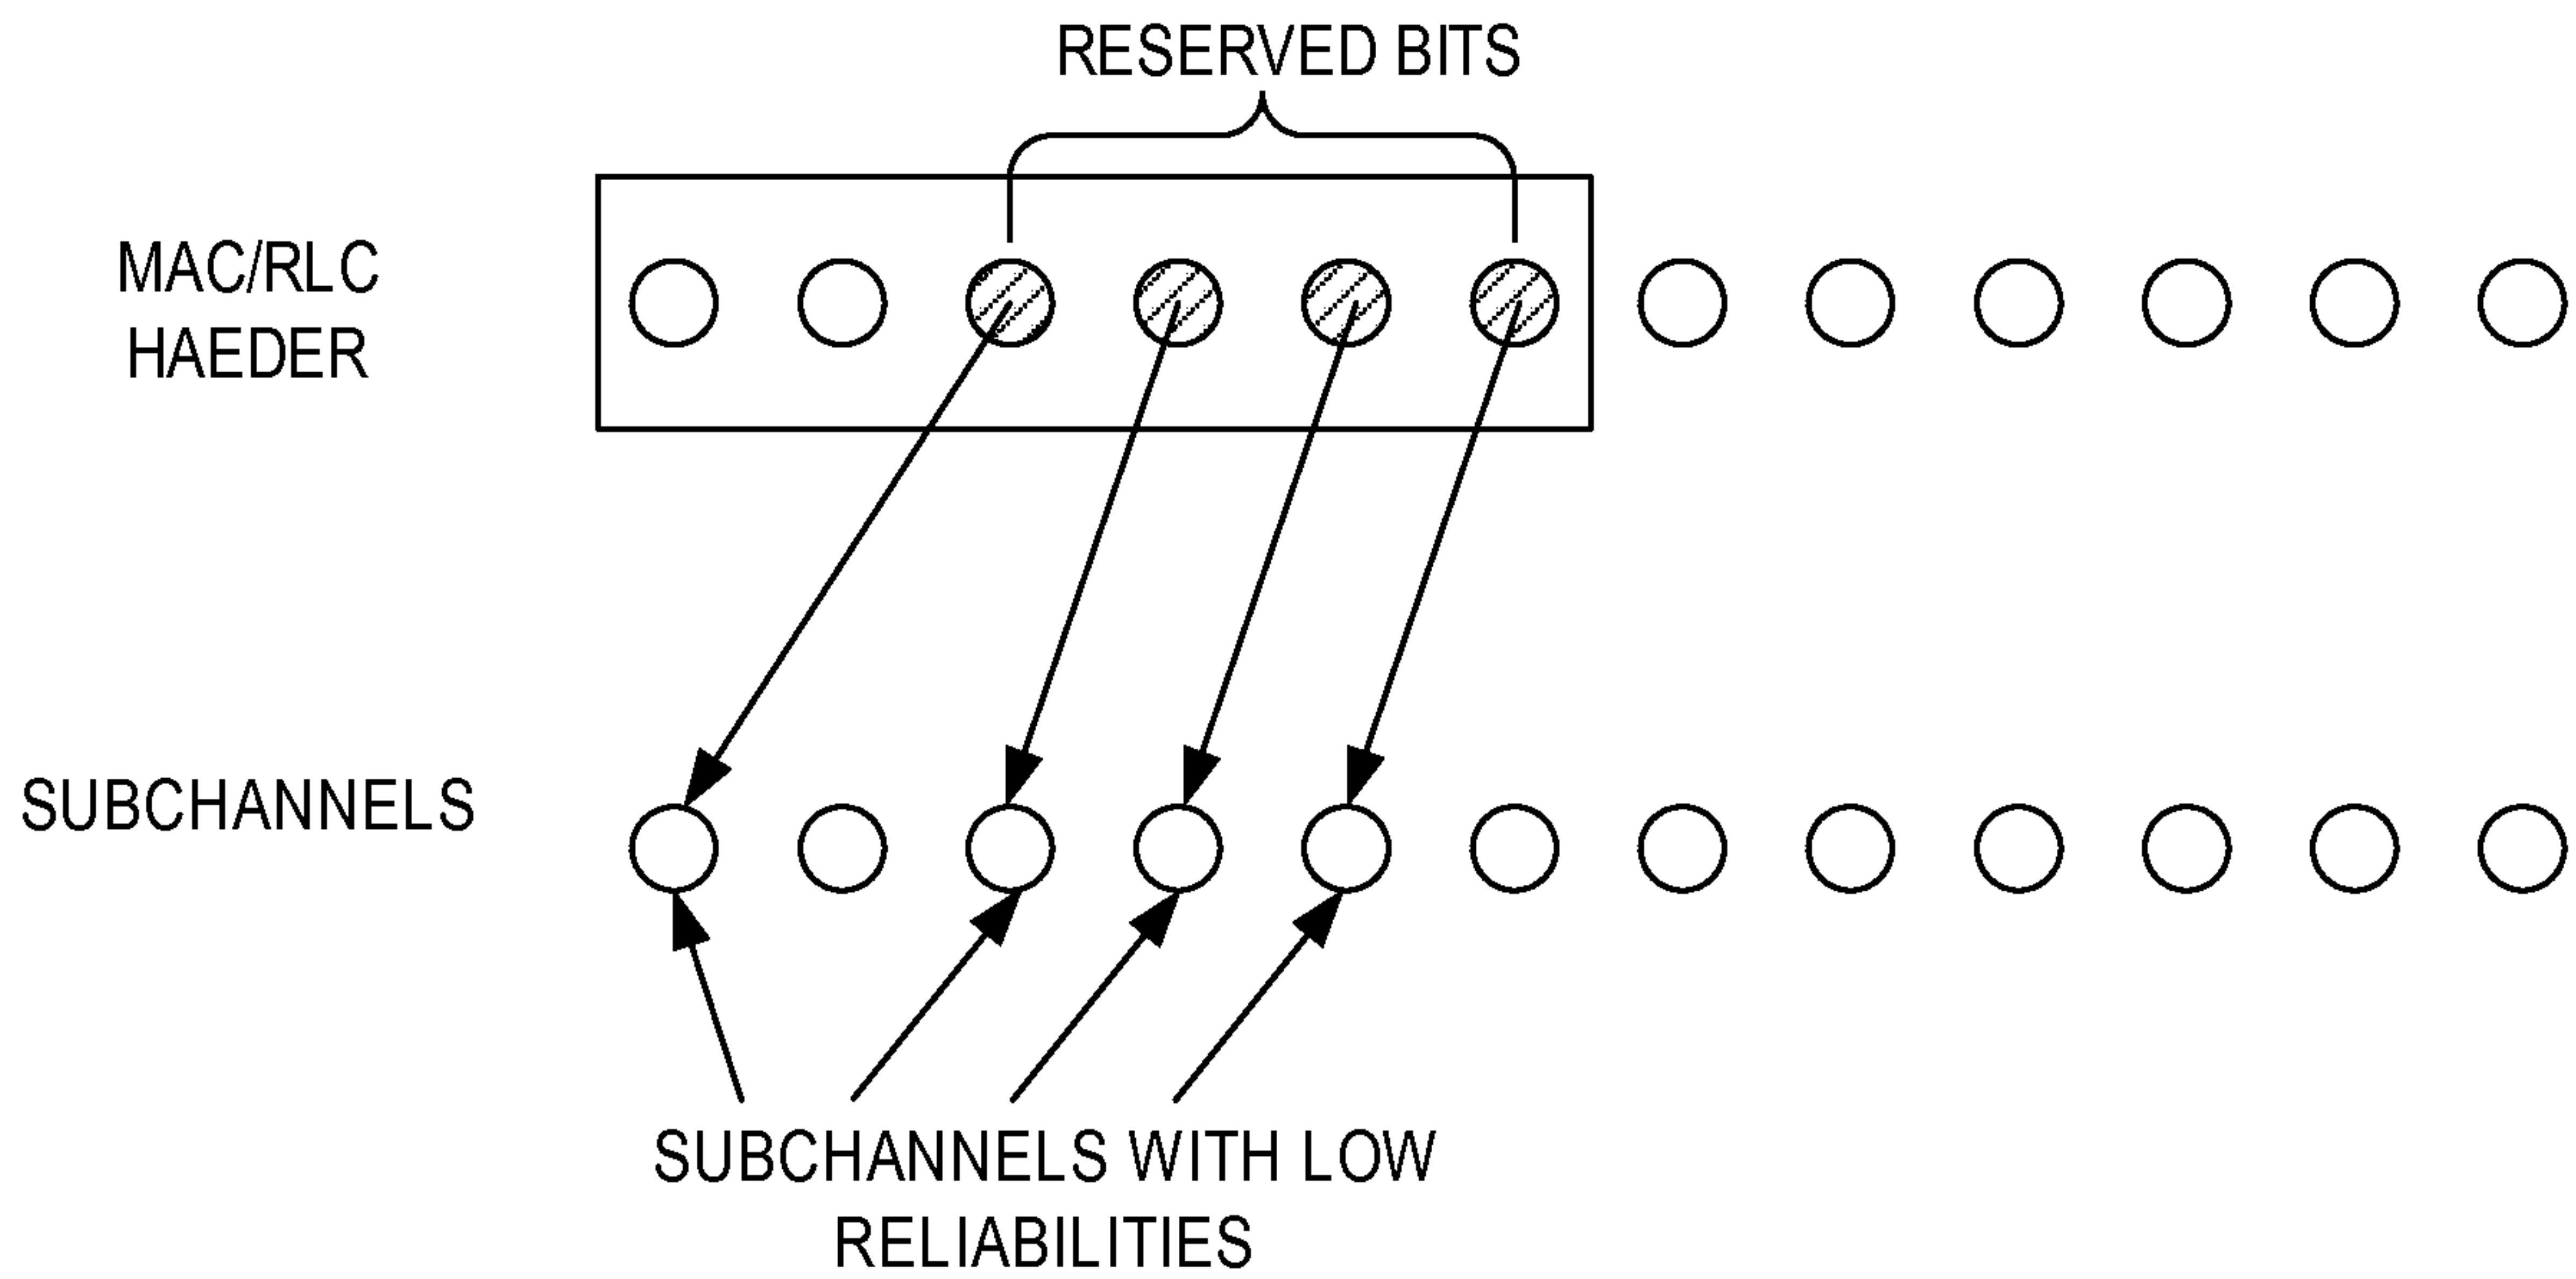 RESERVED BITS
MAC/RLC
HAEDER
SUBCHANNELS
SUBCHANNELS WITH LOW
RELIABILITIES